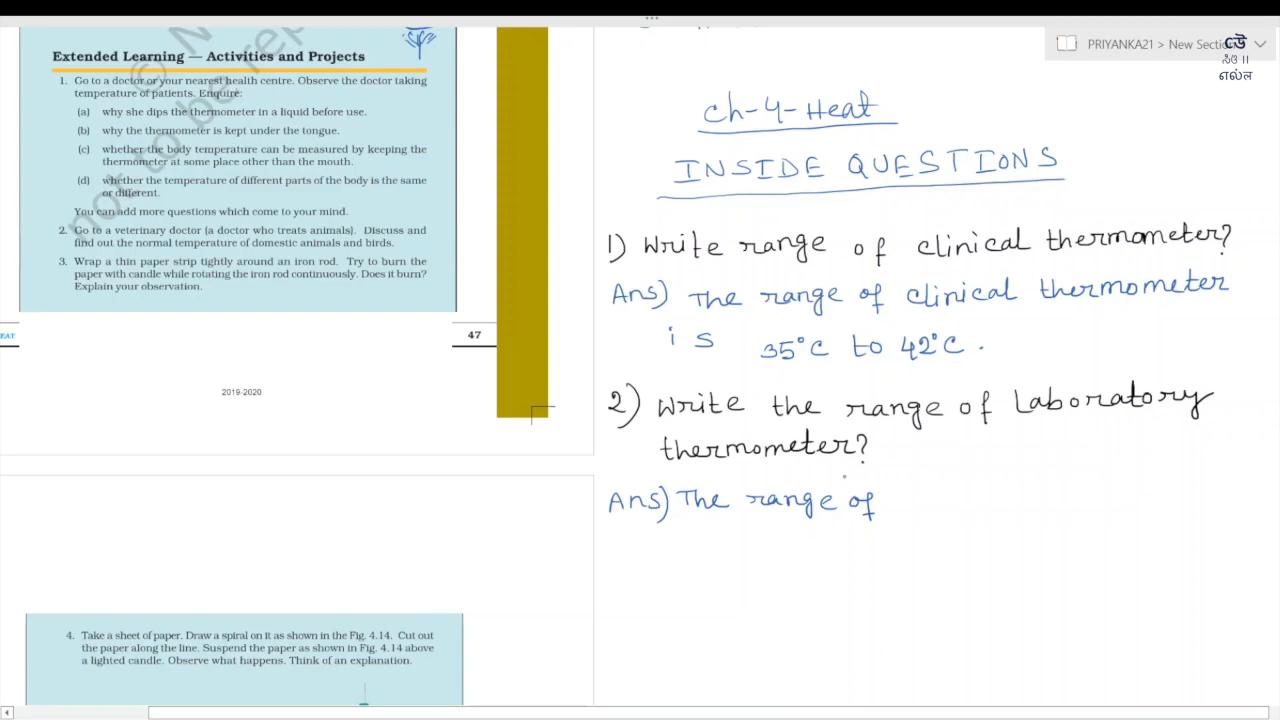 Extended Learning — Activities and Projects
1. Go to a doctor or your nearest health centre. Observe the doctor taking
temperature of patients. Enquire:
(a) why she dips the thermometer in a liquid before use.
(b) why the thermometer is kept under the tongue.
(c) whether the body temperature can be measured by keeping the
thermometer at some place other than the mouth.
(d) whether the temperature of different parts of the body is the same
or different.
You can add more questions which come to your mind.
2. Go to a veterinary doctor (a doctor who treats animals). Discuss and
find out the normal temperature of domestic animals and birds.
3. Wrap a thin paper strip tightly around an iron rod. Try to burn the
paper with candle while rotating the iron rod continuously. Does it burn?
Explain your observation.
EAT
47
2019-2020
4. Take a sheet of paper. Draw a spiral on it as shown in the Fig. 4.14. Cut out
the paper along the line. Suspend the paper as shown in Fig. 4.14 above
a lighted candle. Observe what happens. Think of an explanation.
© N
not to be rep
PRIYANKA21 > New Section
எல்ல
Ch-4-Heat
INSIDE QUESTIONS
1) Write range of clinical thermometer?
Ans) The range of clinical thermometer
is 35°C to 42°C.
2) Write the range of Laboratory
thermometer?
Ans) The range of